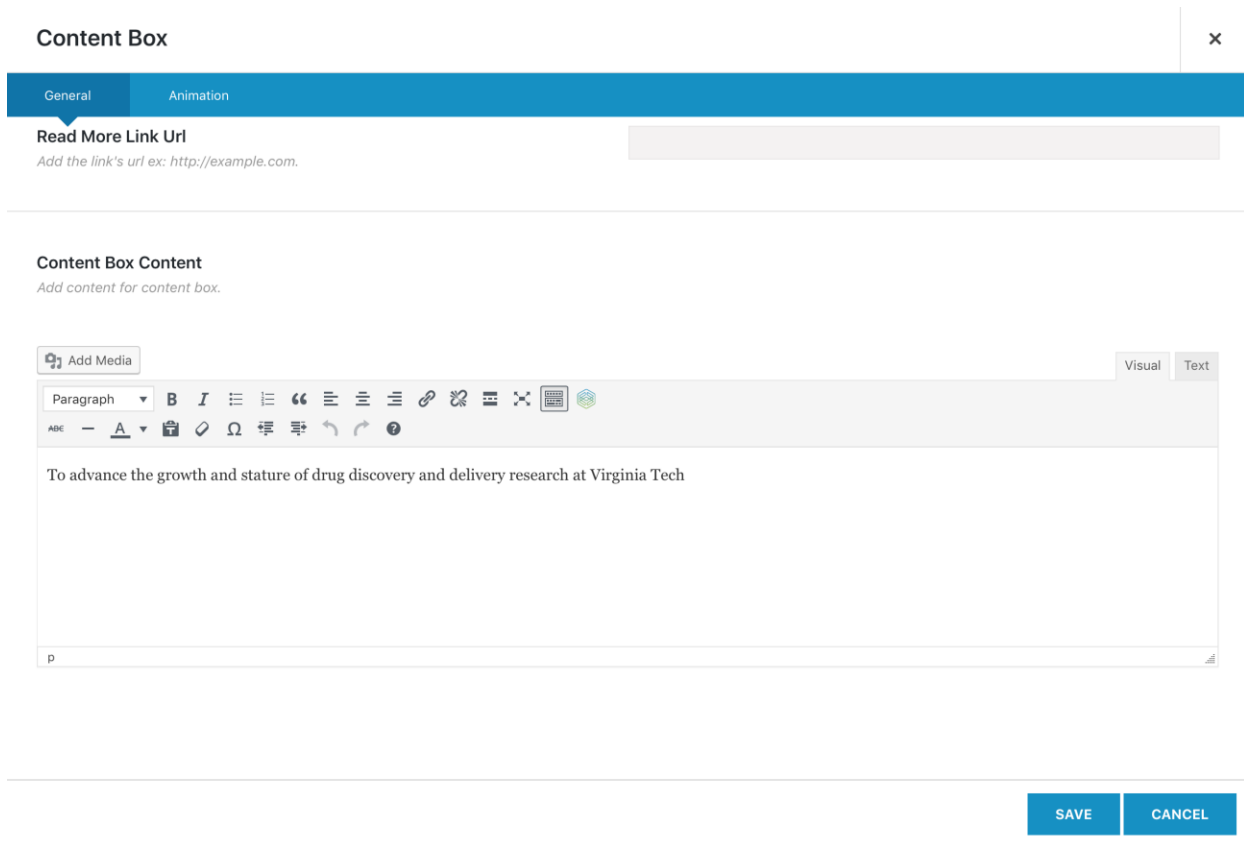 Content Box
×
General Animation
Read More Link Url
Add the link's url ex: http://example.com.
Content Box Content
Add content for content box.
Add Media
Visual Text
Paragraph B I
ABC A Ω
To advance the growth and stature of drug discovery and delivery research at Virginia Tech
p
SAVE CANCEL